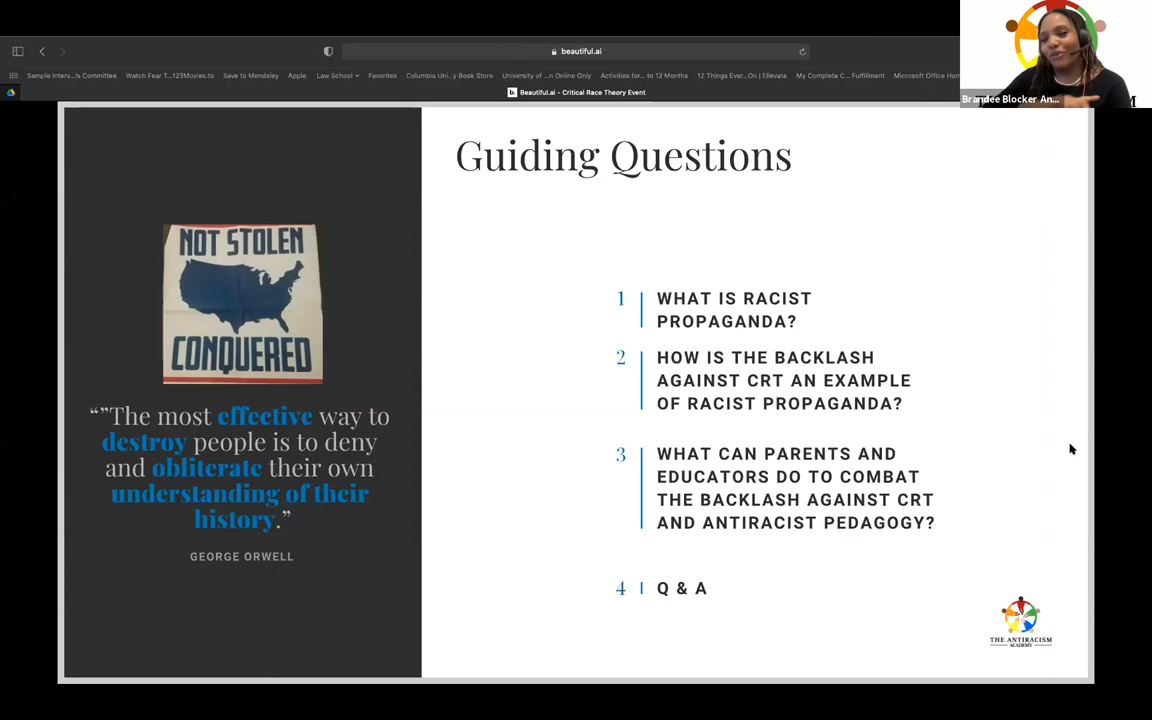 beautiful.ai
Sample Interv...ls Committee
Watch Fear T...123Movies.to
Save to Mendeley
Apple
Law School
Favorites
Columbia Uni...y Book Store
University of ...n Online Only
Activities for... to 12 Months
12 Things Ever...On | Ellevate
My Complete C... Fulfillment
Microsoft Office Home
b. Beautiful.ai - Critical Race Theory Event
Brandee Blocker An...
NOT STOLEN
CONQUERED
“”The most effective way to
destroy people is to deny
and obliterate their own
understanding of their
history.”
GEORGE ORWELL
Guiding Questions
1 WHAT IS RACIST
PROPAGANDA?
2 HOW IS THE BACKLASH
AGAINST CRT AN EXAMPLE
OF RACIST PROPAGANDA?
3 WHAT CAN PARENTS AND
EDUCATORS DO TO COMBAT
THE BACKLASH AGAINST CRT
AND ANTIRACIST PEDAGOGY?
4 Q & A
THE ANTIRACISM
ACADEMY